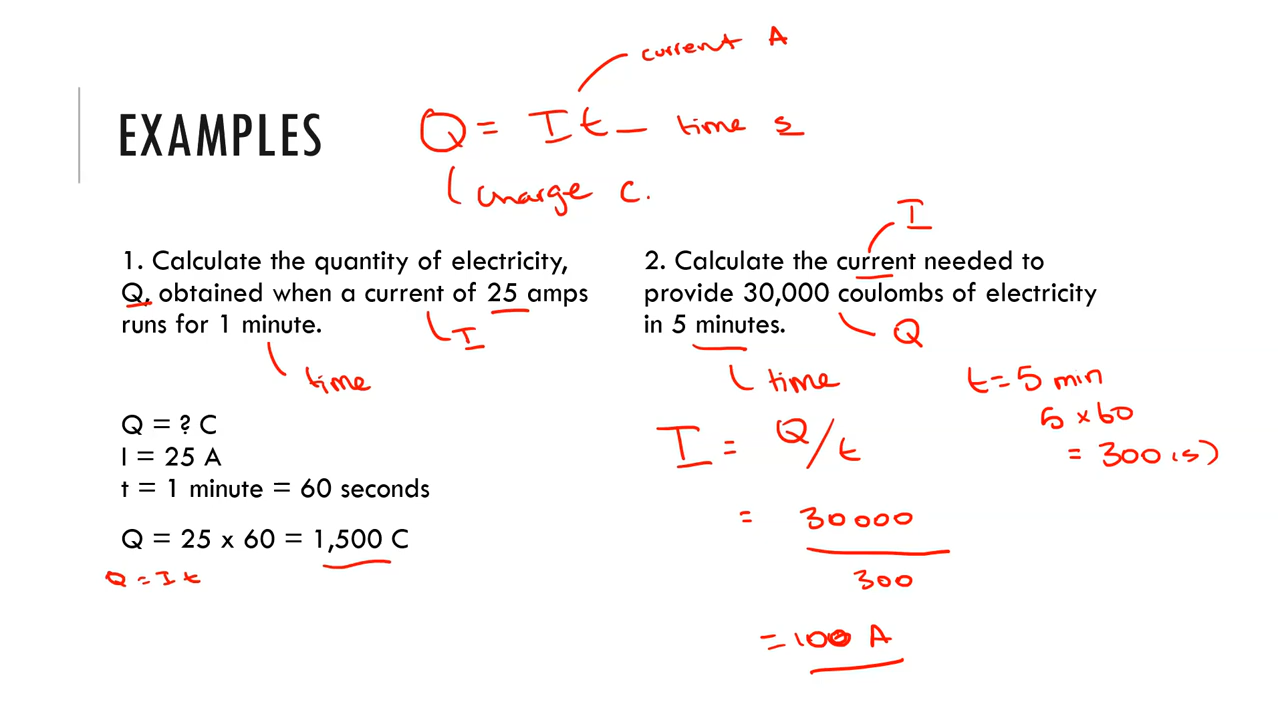 current A
EXAMPLES
Q = It — time s
charge C.
I
1. Calculate the quantity of electricity,
Q, obtained when a current of 25 amps
runs for 1 minute.
I
time
Q = ? C
I = 25 A
t = 1 minute = 60 seconds
Q = 25 x 60 = 1,500 C
Q = It
2. Calculate the current needed to
provide 30,000 coulombs of electricity
in 5 minutes.
Q
time
t = 5 min
5 × 60
= 300 (s)
I = Q/t
= 30000
300
= 100 A